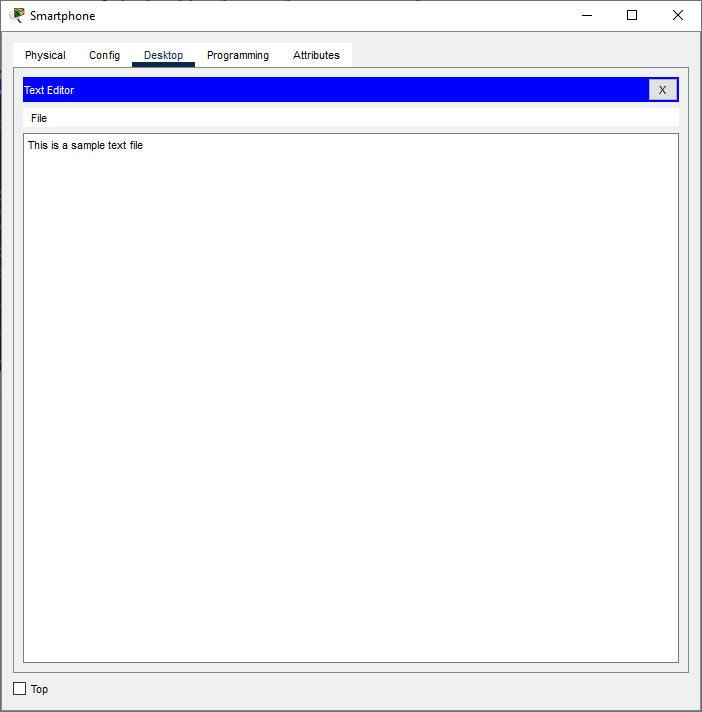 Smartphone
Physical Config Desktop Programming Attributes
Text Editor X
File
This is a sample text file
Top